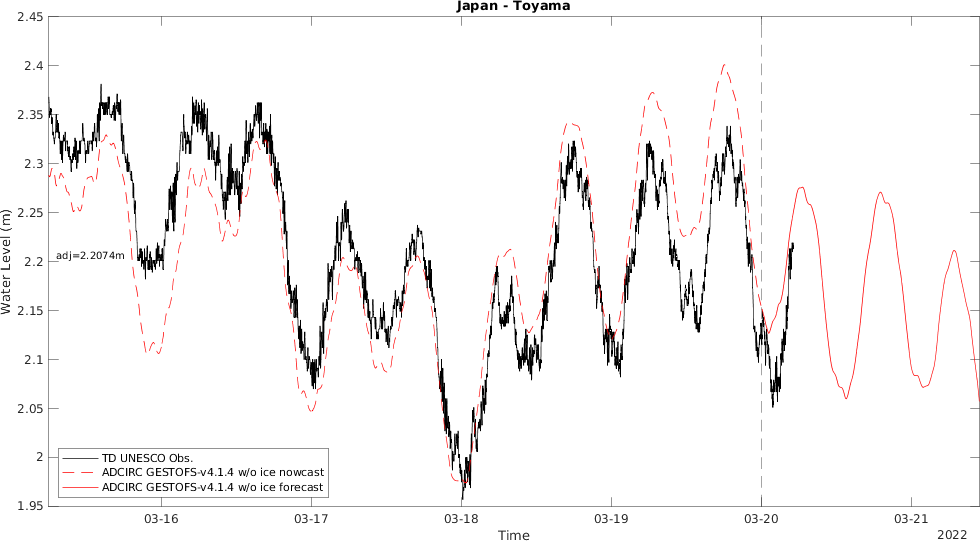 Japan - Toyama
2.45
2.4
2.35
2.3
2.25
2.2
2.15
2.1
2.05
2
1.95
Water Level (m)
adj=2.2074m
TD UNESCO Obs.
ADCIRC GESTOFS-v4.1.4 w/o ice nowcast
ADCIRC GESTOFS-v4.1.4 w/o ice forecast
03-16 03-17 03-18 03-19 03-20 03-21
Time
2022